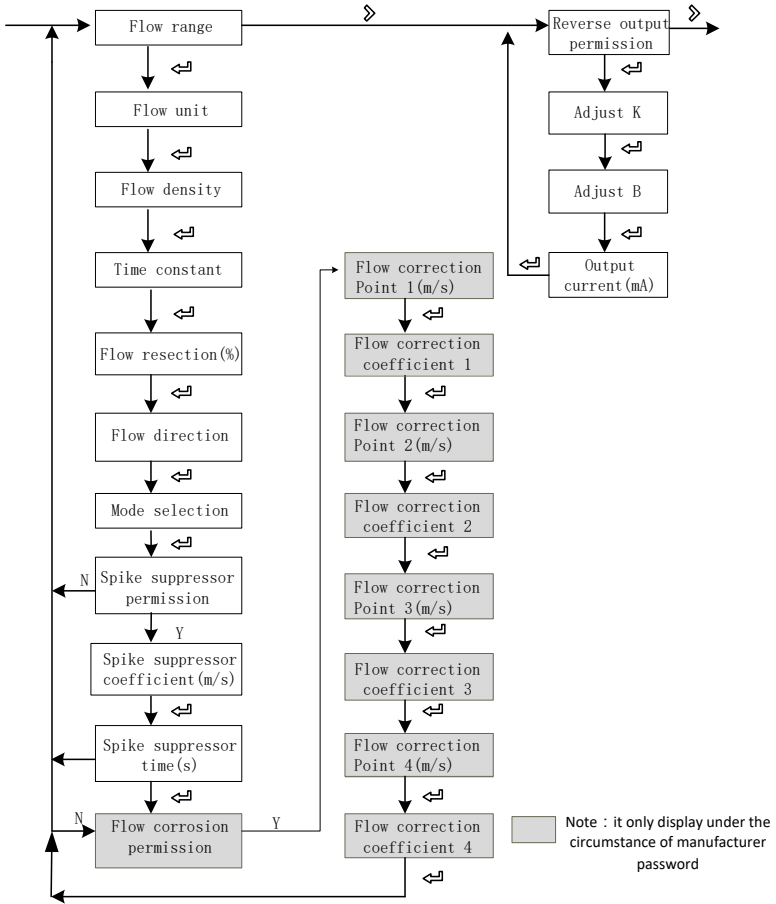 Flow range
Flow unit
Flow density
Time constant
Flow resection(%)
Flow direction
Mode selection
N
Spike suppressor
permission
Y
Spike suppressor
coefficient(m/s)
Spike suppressor
time(s)
N
Flow corrosion
permission
Y
Flow correction
Point 1(m/s)
Flow correction
coefficient 1
Flow correction
Point 2(m/s)
Flow correction
coefficient 2
Flow correction
Point 3(m/s)
Flow correction
coefficient 3
Flow correction
Point 4(m/s)
Flow correction
coefficient 4
Reverse output
permission
Adjust K
Adjust B
Output
current(mA)
Note：it only display under the
circumstance of manufacturer
password